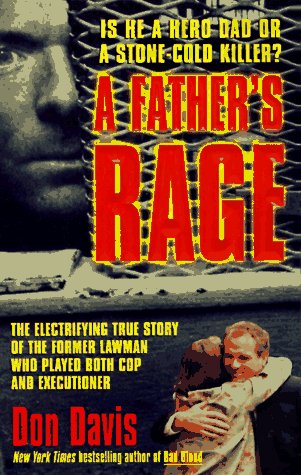 IS HE A HERO DAD OR
A STONE-COLD KILLER?
A FATHER'S
RAGE
THE ELECTRIFYING TRUE STORY
OF THE FORMER LAWMAN
WHO PLAYED BOTH COP
AND EXECUTIONER
Don Davis
New York Times bestselling author of Bad Blood